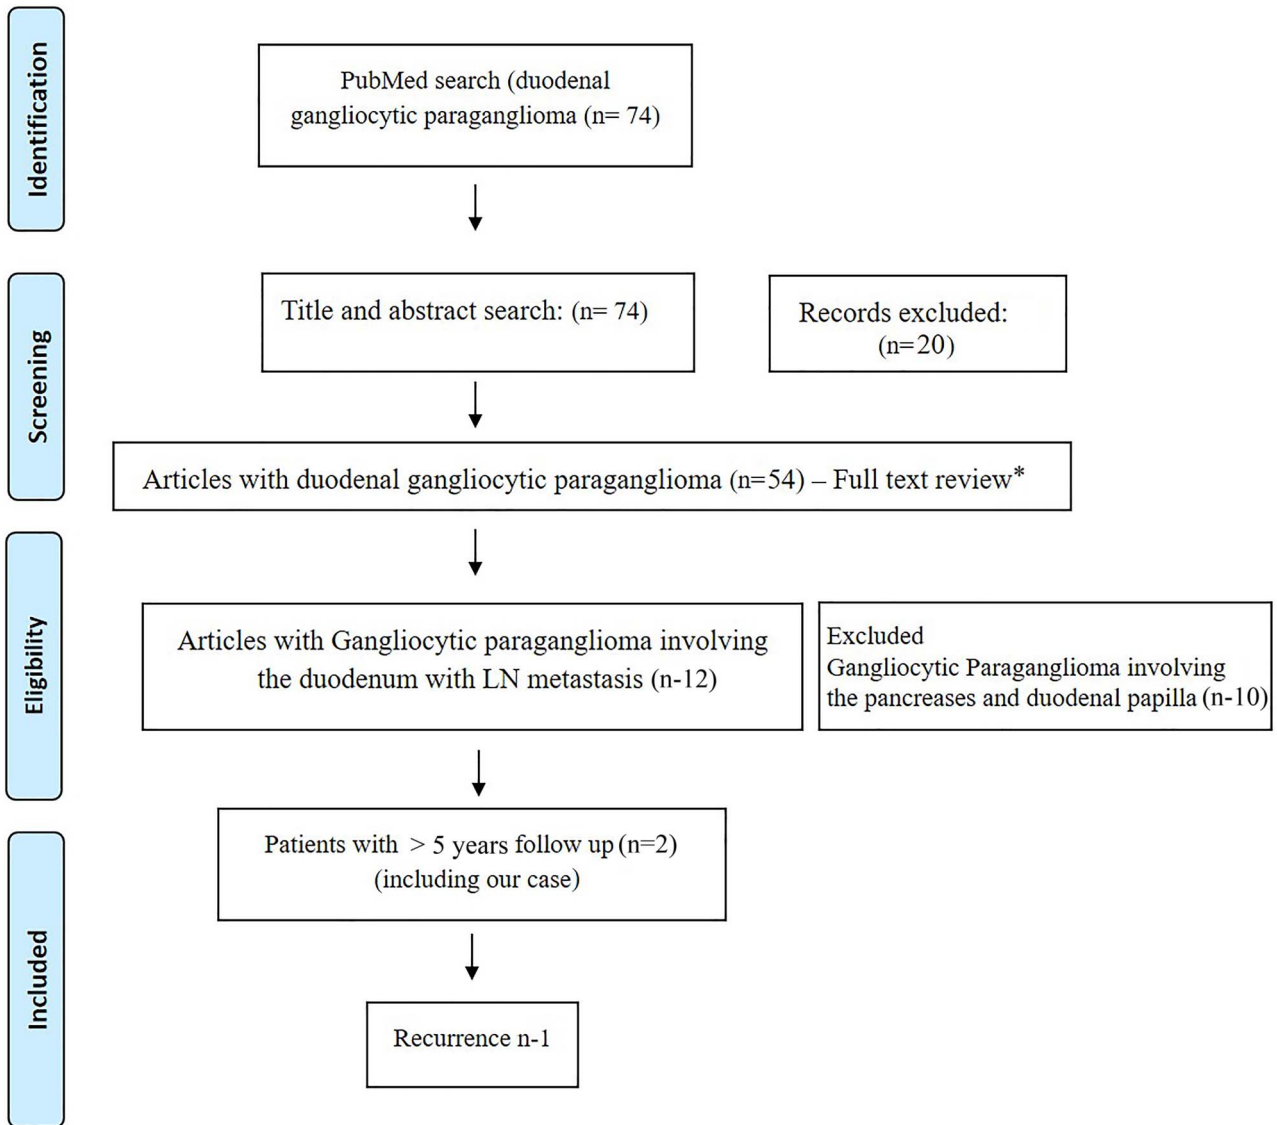 Identification
PubMed search (duodenal
gangliocytic paraganglioma (n= 74)
Screening
Title and abstract search: (n= 74)
Records excluded:
(n=20)
Articles with duodenal gangliocytic paraganglioma (n=54) – Full text review*
Eligibility
Articles with Gangliocytic paraganglioma involving
the duodenum with LN metastasis (n-12)
Excluded
Gangliocytic Paraganglioma involving
the pancreases and duodenal papilla (n-10)
Included
Patients with > 5 years follow up (n=2)
(including our case)
Recurrence n-1